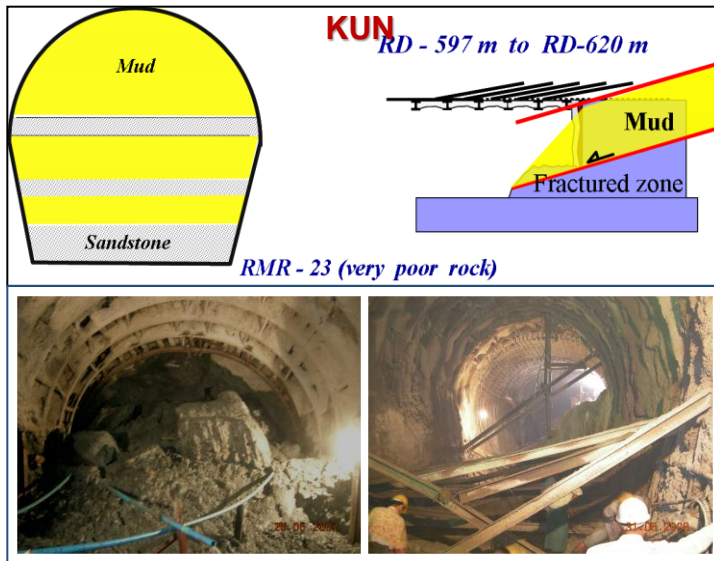 KUN
RD - 597 m to RD-620 m
Mud
Mud
Fractured zone
Sandstone
RMR - 23 (very poor rock)